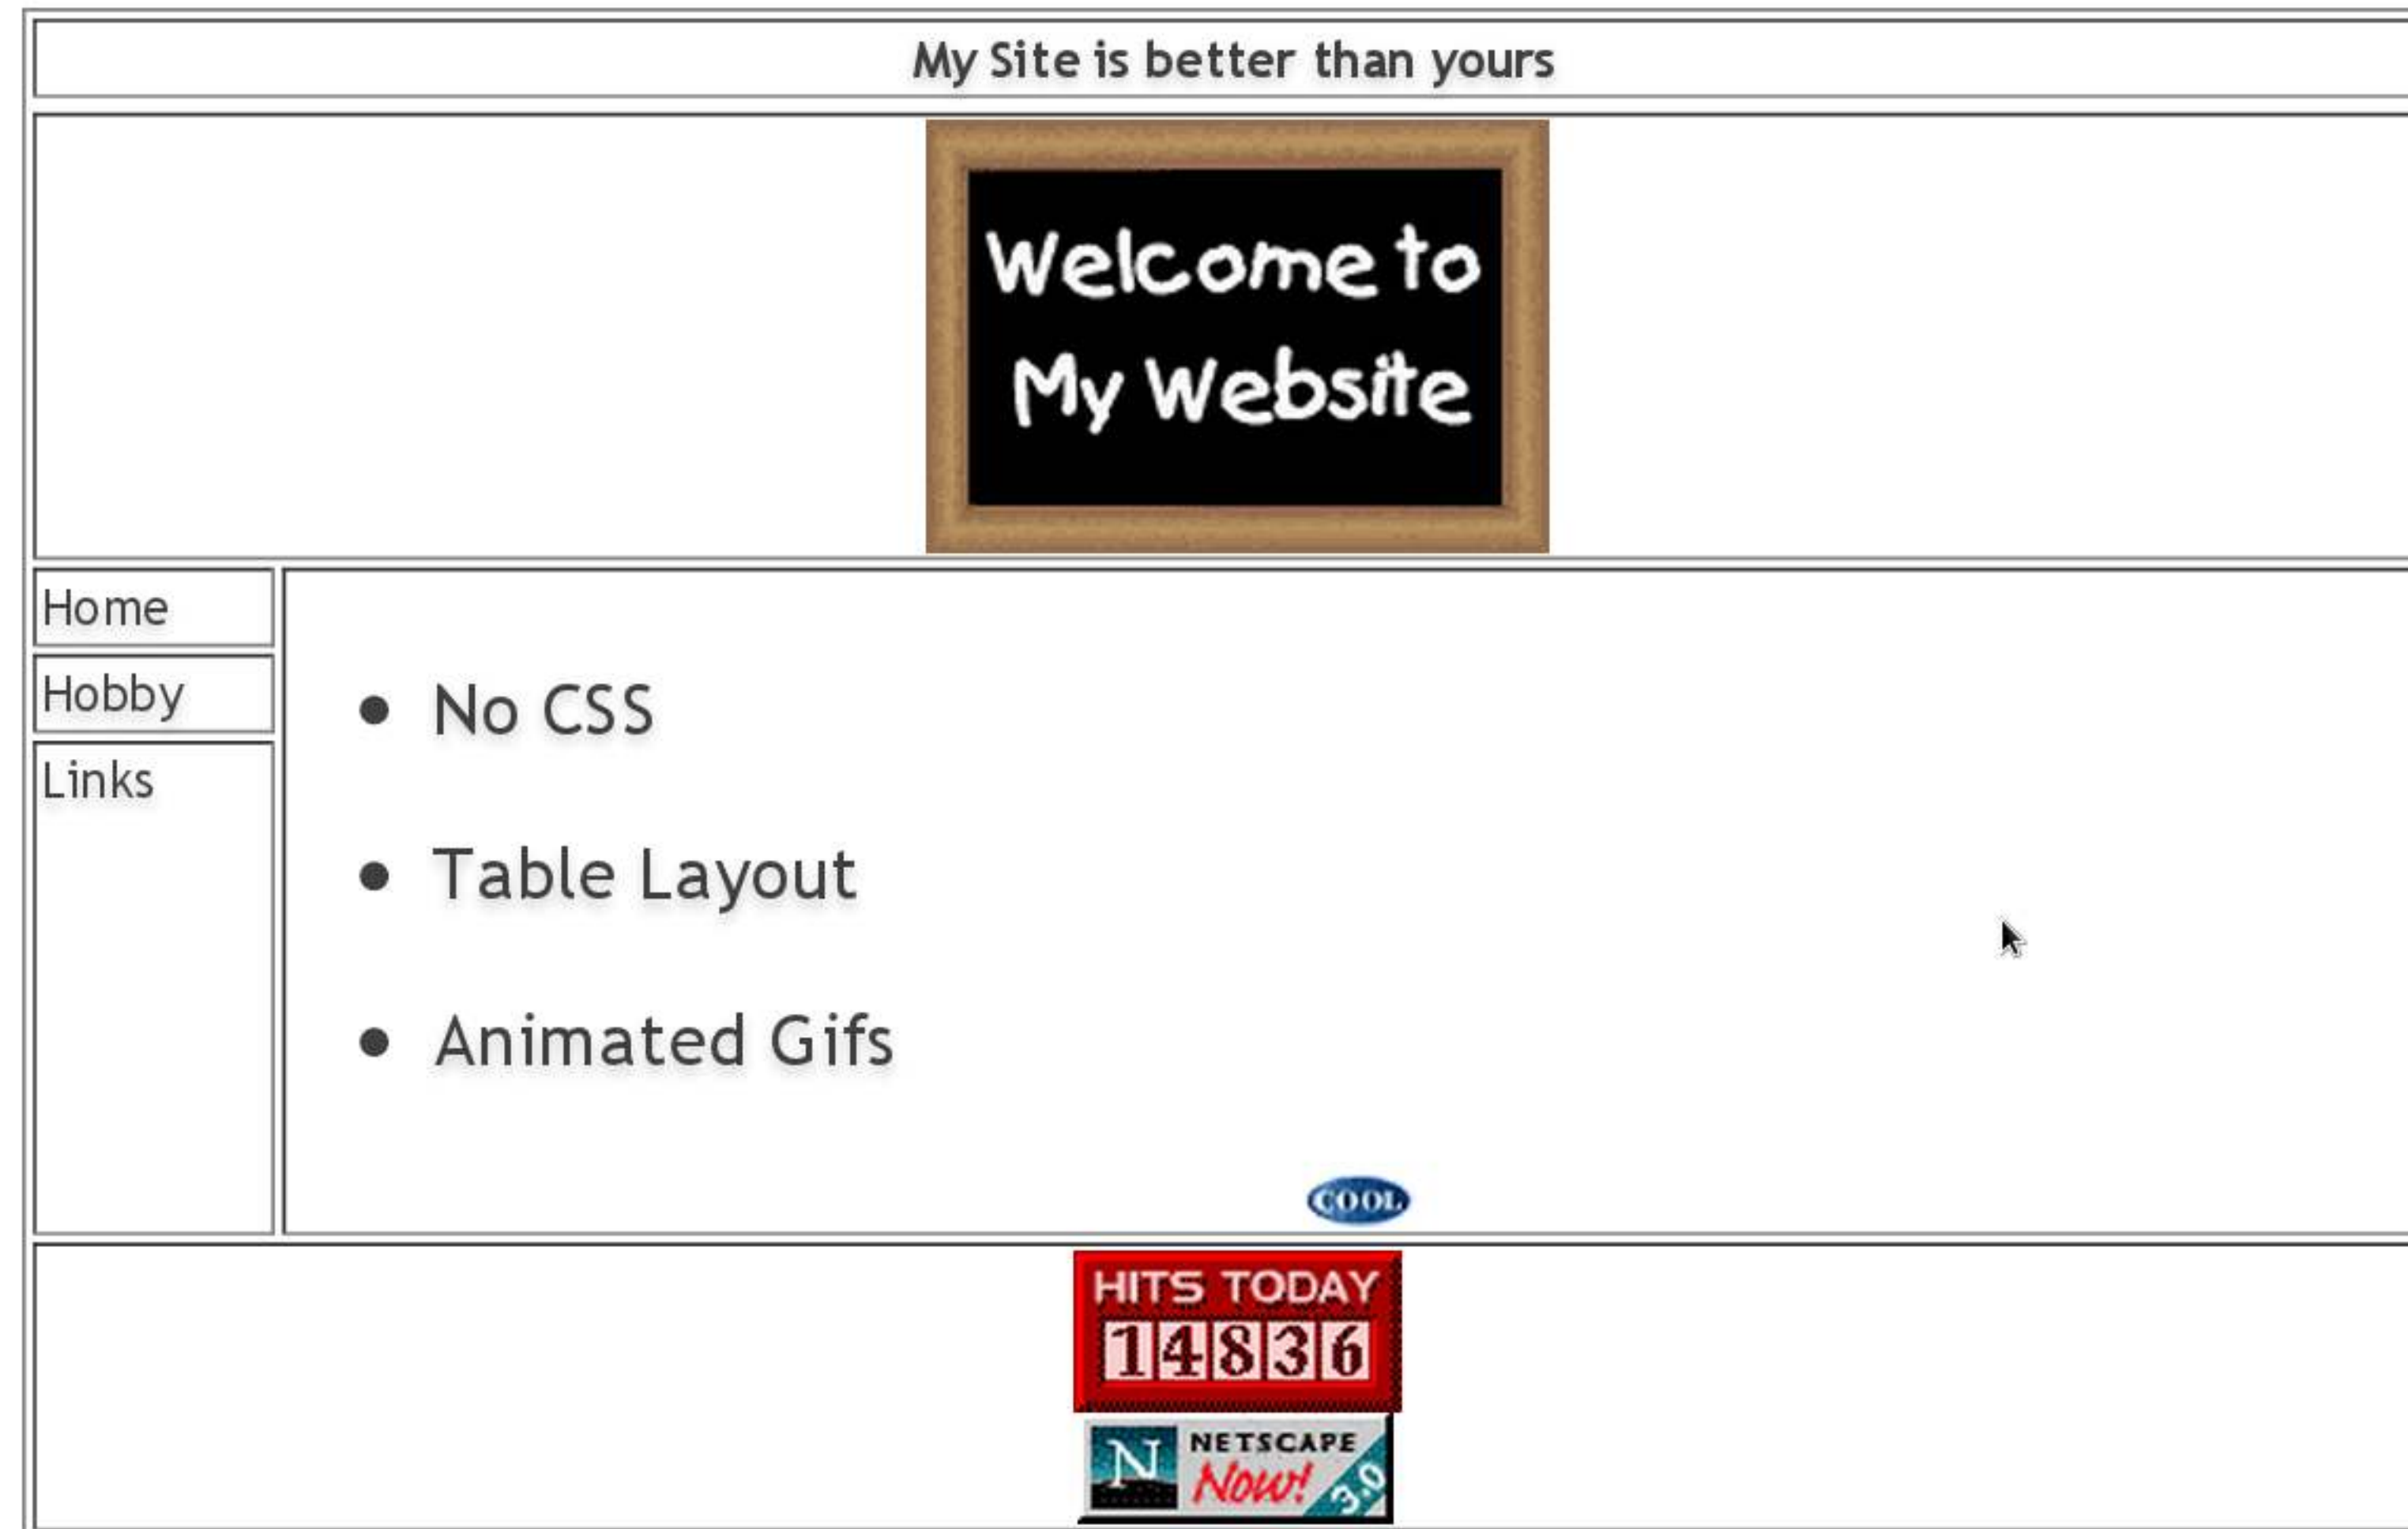 My Site is better than yours
Welcome to
My Website
Home
Hobby
Links
No CSS
Table Layout
Animated Gifs
COOL
HITS TODAY
14836
N NETSCAPE
Now! 3.0